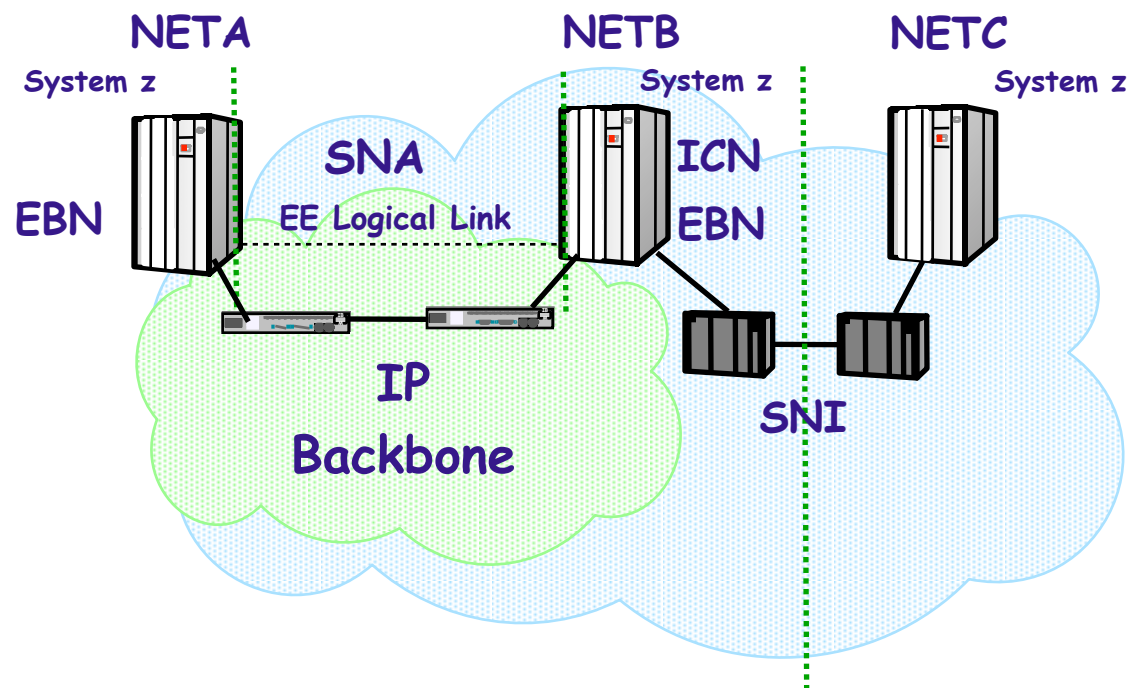 NETA
NETB
NETC
System z
System z
System z
SNA
ICN
EBN
EE Logical Link
EBN
SNI
IP
Backbone